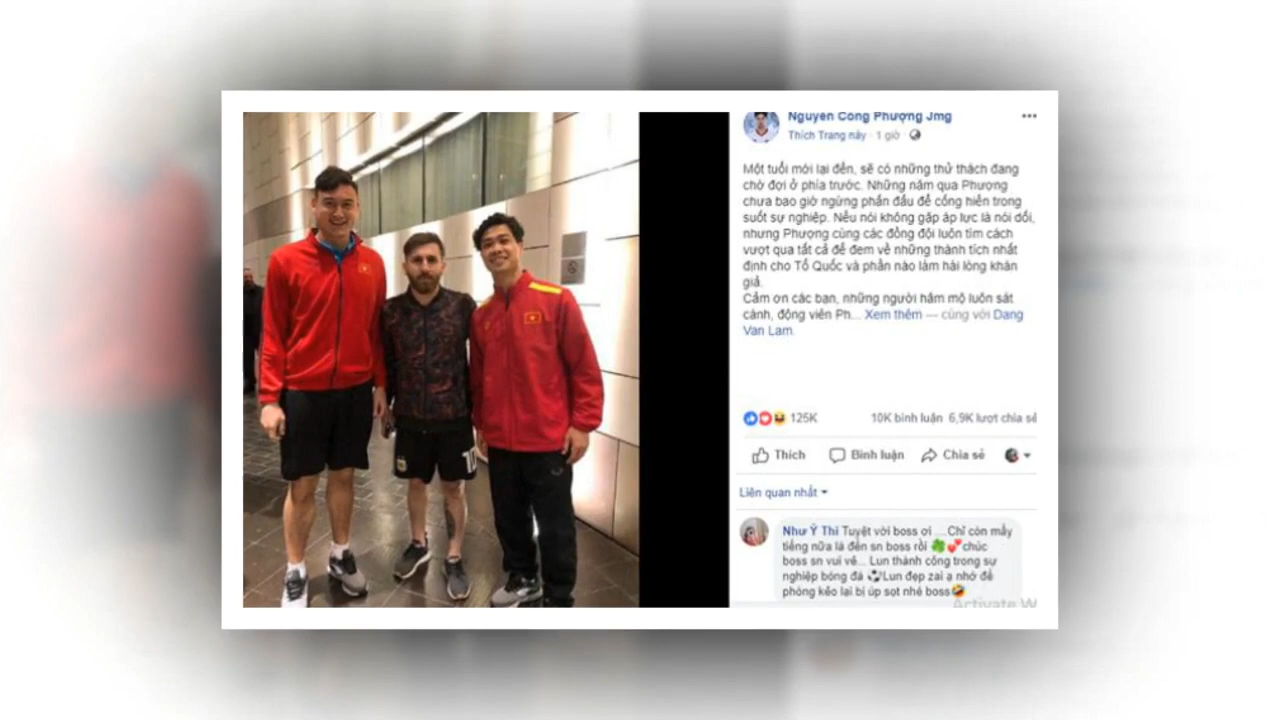 Nguyen Công Phượng Jmg
Thích Trang này · 1 giờ ·
Một tuổi mới lại đến, sẽ có những thử thách đang
chờ đợi ở phía trước. Những năm qua Phượng
chưa bao giờ ngừng phấn đấu để cống hiến trong
suốt sự nghiệp. Nếu nói không gặp áp lực là nói dối,
nhưng Phượng cùng các đồng đội luôn tìm cách
vượt qua tất cả để đem về những thành tích nhất
định cho Tổ Quốc và phần nào làm hài lòng khán
giả.
Cảm ơn các bạn, những người hâm mộ luôn sát
cánh, động viên Ph... Xem thêm — cùng với Dang
Van Lam.
125K
10K bình luận 6,9K lượt chia sẻ
Thích
Bình luận
Chia sẻ
Liên quan nhất
Như Ý Thi Tuyệt vời boss ơi ....Chỉ còn mấy
tiếng nữa là đến sn boss rồi 🍀💕chúc
boss sn vui vẻ... Lun thành công trong sự
nghiệp bóng đá ⚽!Lun đẹp zai ạ nhớ đề
phòng kẻo lại bị úp sọt nhé boss🤣
Activate W
10